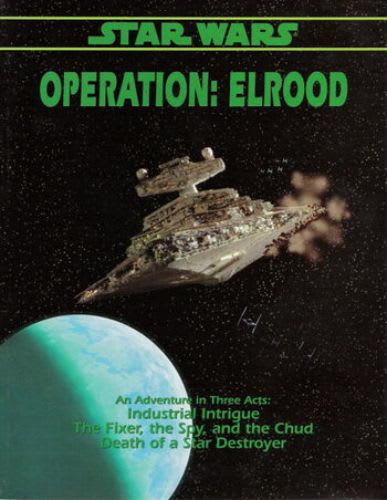 STAR WARS
OPERATION: ELROOD
An Adventure in Three Acts:
Industrial Intrigue
The Fixer, the Spy, and the Chud
Death of a Star Destroyer